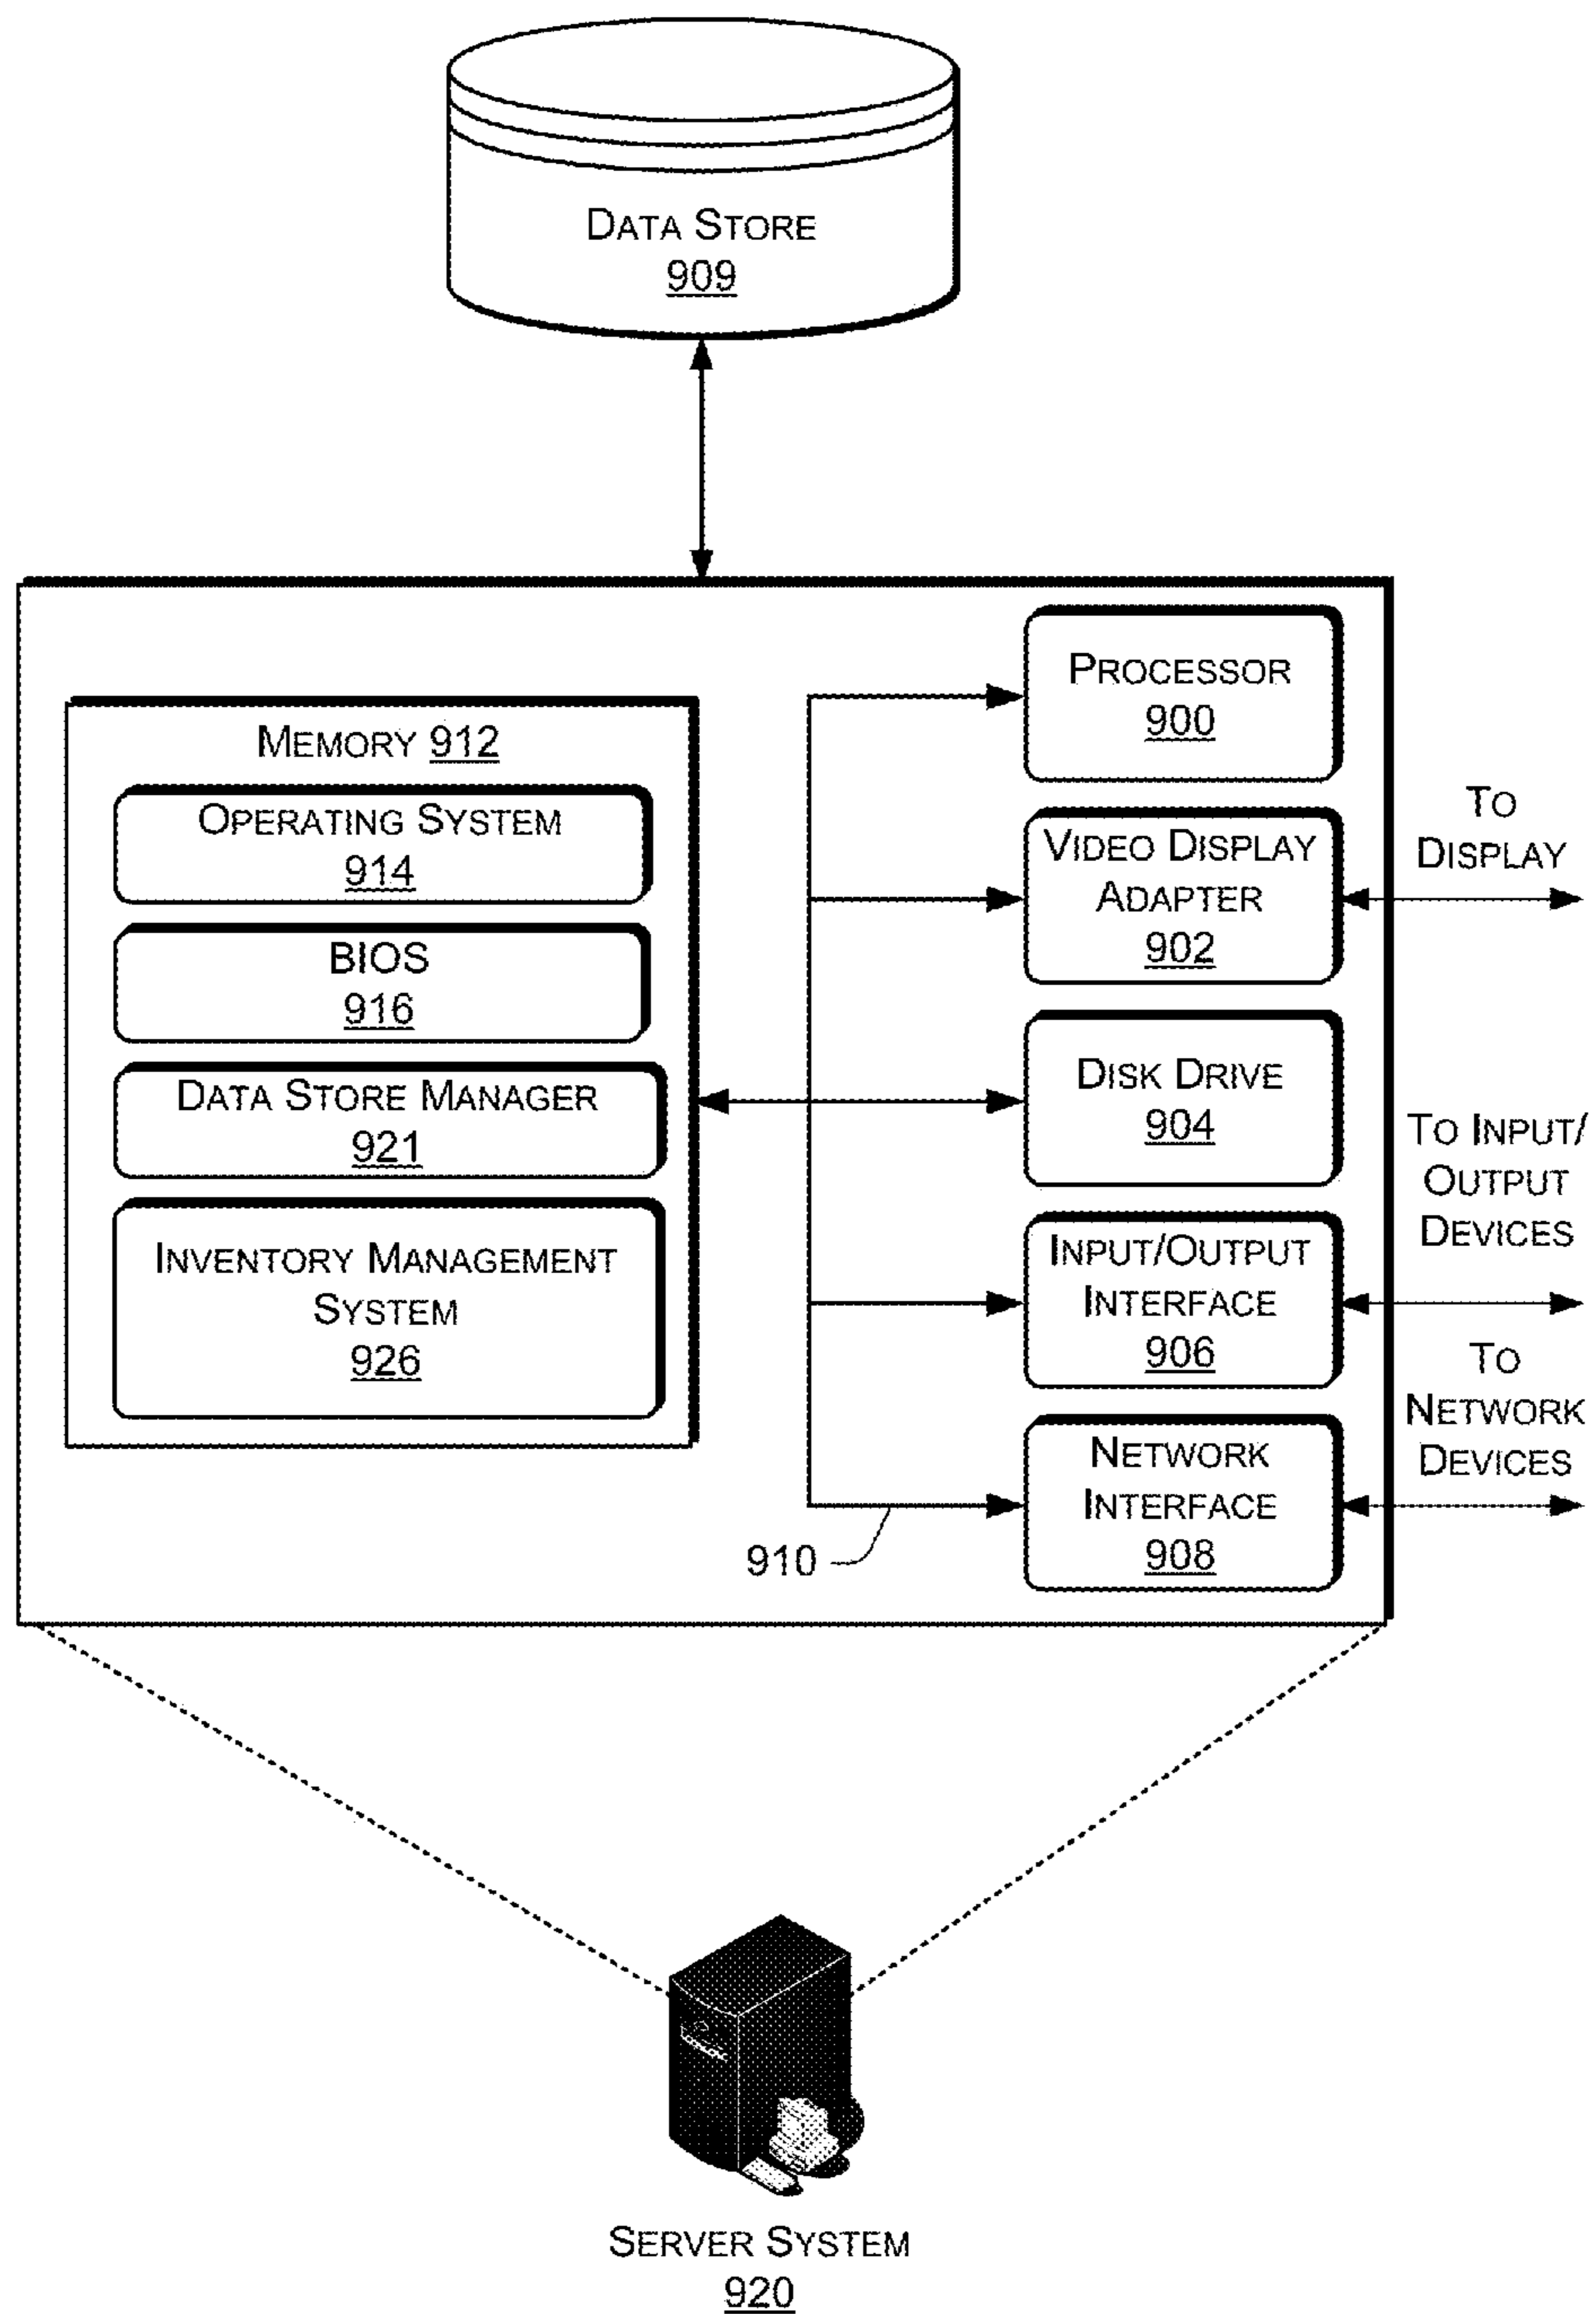 DATA STORE
909
MEMORY 912
OPERATING SYSTEM
914
BIOS
916
DATA STORE MANAGER
921
INVENTORY MANAGEMENT
SYSTEM
926
PROCESSOR
900
VIDEO DISPLAY
ADAPTER
902
DISK DRIVE
904
INPUT/OUTPUT
INTERFACE
906
NETWORK
INTERFACE
908
910
TO
DISPLAY
TO INPUT/
OUTPUT
DEVICES
TO
NETWORK
DEVICES
SERVER SYSTEM
920